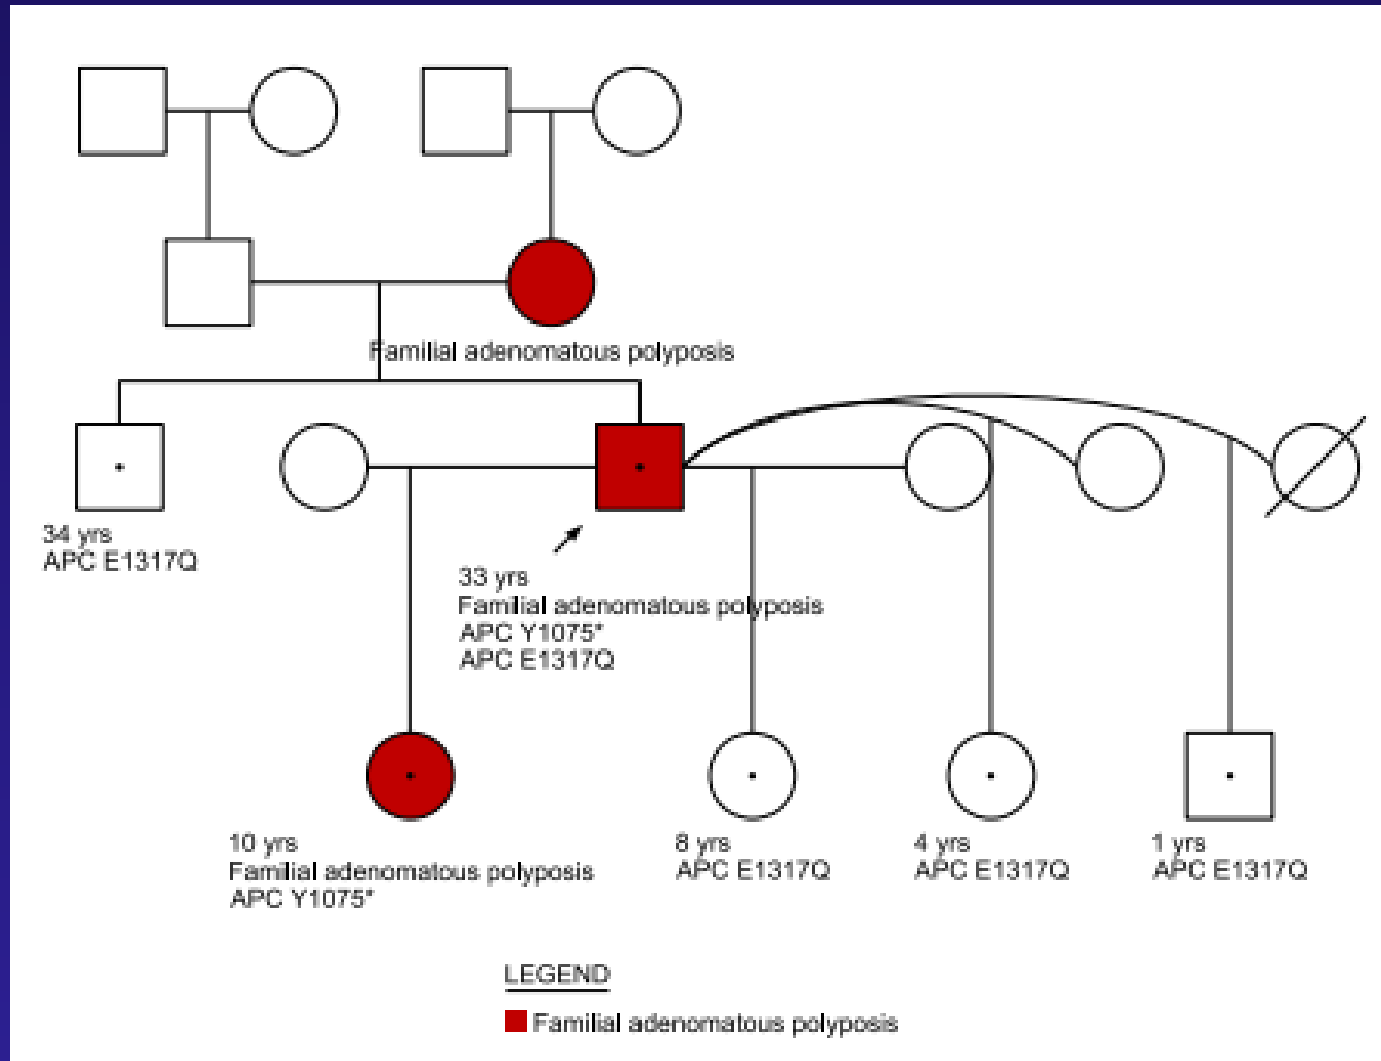 Familial adenomatous polyposis
34 yrs
APC E1317Q
33 yrs
Familial adenomatous polyposis
APC Y1075*
APC E1317Q
10 yrs
Familial adenomatous polyposis
APC Y1075*
8 yrs
APC E1317Q
4 yrs
APC E1317Q
1 yrs
APC E1317Q
LEGEND
Familial adenomatous polyposis